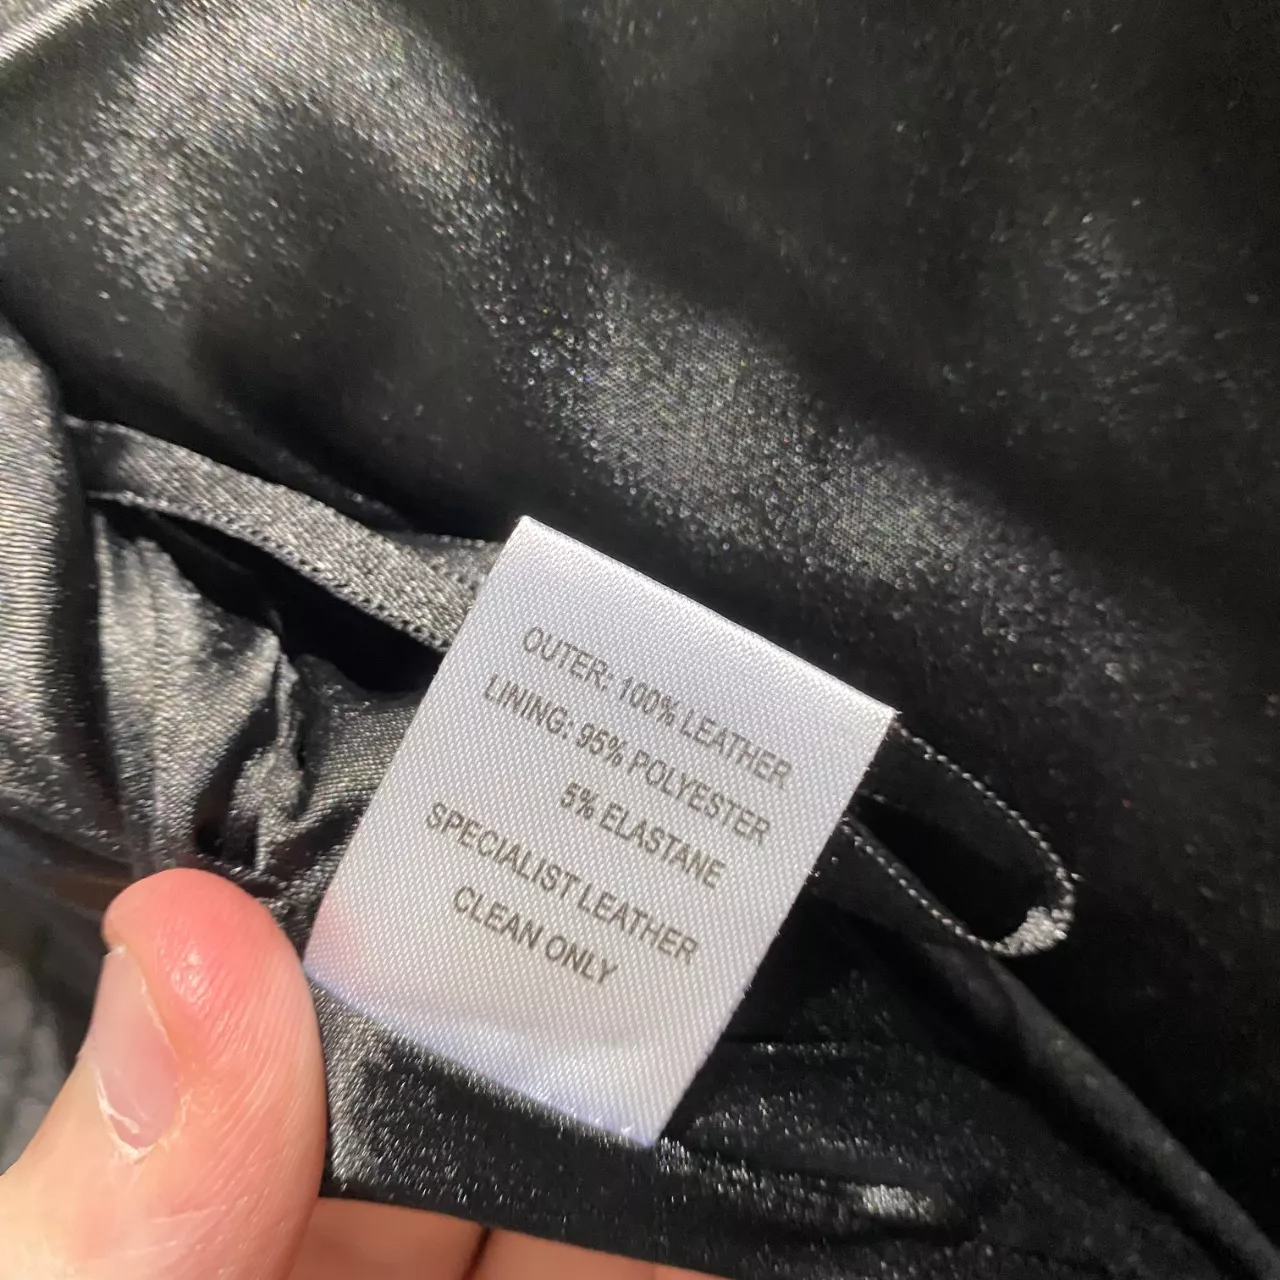 OUTER: 100% LEATHER
LINING: 95% POLYESTER
5% ELASTANE
SPECIALIST LEATHER
CLEAN ONLY